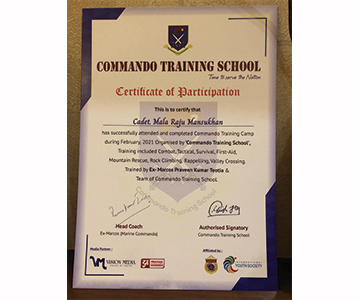 COMMANDO TRAINING SCHOOL
Time to serve the Nation
Certificate of Participation
This is to certify that
Cadet. Mala Raju Mansukhan
has successfully attended and completed Commando Training Camp
during February, 2021 Organised by 'Commando Training School',
Training included Combat, Tactical, Survival, First-Aid,
Mountain Rescue, Rock Climbing, Rappelling, Valley Crossing.
Trained by Ex-Marcos Praveen Kumar Teotia &
Team of Commando Training School.
Commando Training School
Head Coach
Ex-Marcos (Marine Commando)
Authorised Signatory
Commando Training School
Media Partner :
VM VISION MEDIA
Affiliated by :
INTERNATIONAL
YOUTH SOCIETY